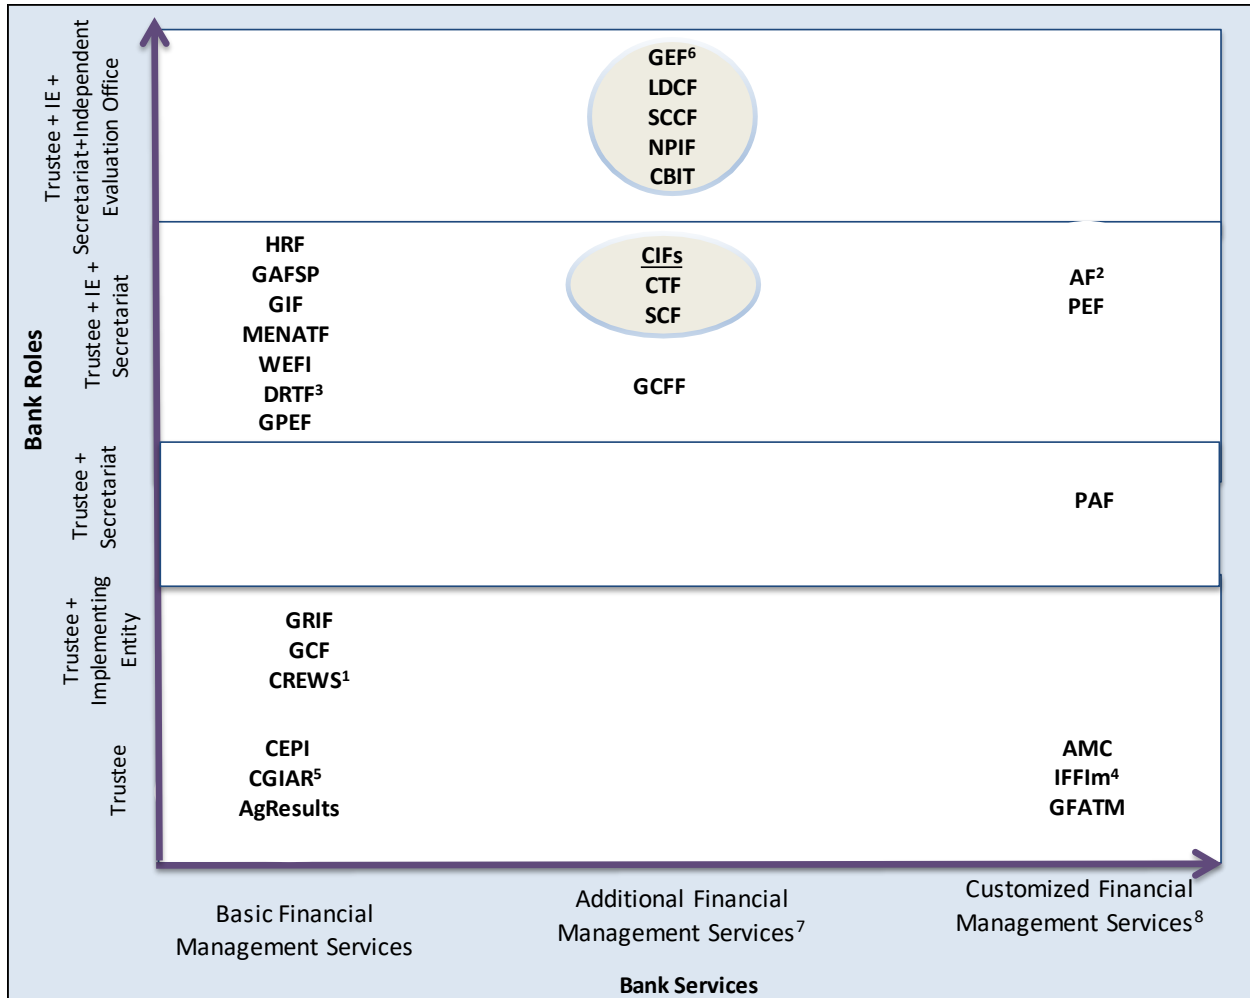 Bank Roles
Trustee + IE +
Secretariat+Independent
Evaluation Office
GEF⁶
LDCF
SCCF
NPIF
CBIT
Trustee + IE +
Secretariat
HRF
GAFSP
GIF
MENATF
WEFI
DRTF³
GPEF
CIFs
CTF
SCF
GCFF
AF²
PEF
Trustee +
Secretariat
PAF
Trustee +
Implementing
Entity
GRIF
GCF
CREWS¹
Trustee
CEPI
CGIAR⁵
AgResults
AMC
IFFIm⁴
GFATM
Basic Financial
Management Services
Additional Financial
Management Services⁷
Customized Financial
Management Services⁸
Bank Services